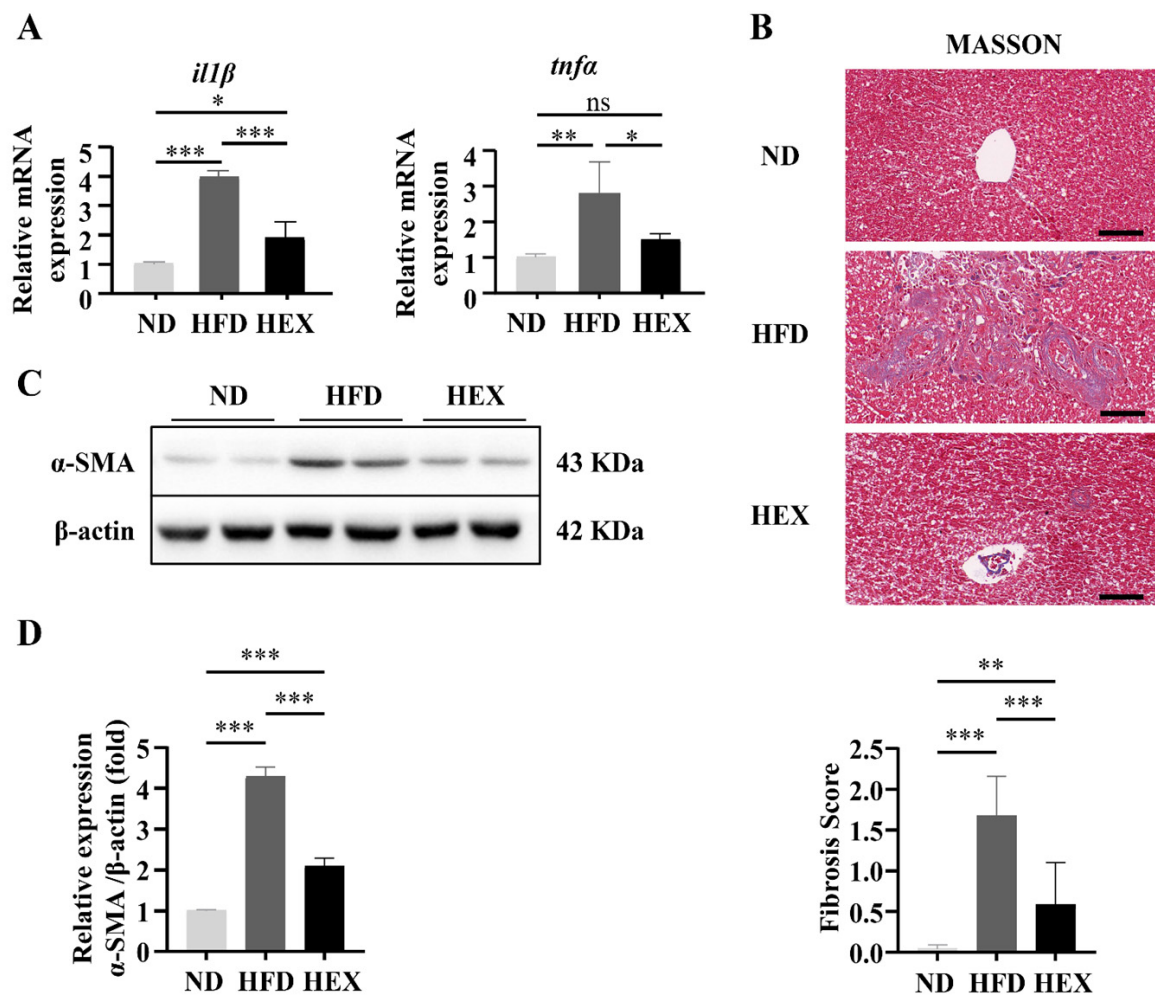 A
il1β
*
***
***
Relative mRNA
expression
5
4
3
2
1
0
ND HFD HEX
tnfα
ns
**
*
Relative mRNA
expression
4
3
2
1
0
ND HFD HEX
B
MASSON
ND
HFD
HEX
C
ND HFD HEX
α-SMA 43 KDa
β-actin 42 KDa
D
***
***
***
Relative expression
α-SMA /β-actin (fold)
5
4
3
2
1
0
ND HFD HEX
**
***
***
Fibrosis Score
2.5
2.0
1.5
1.0
0.5
0.0
ND HFD HEX